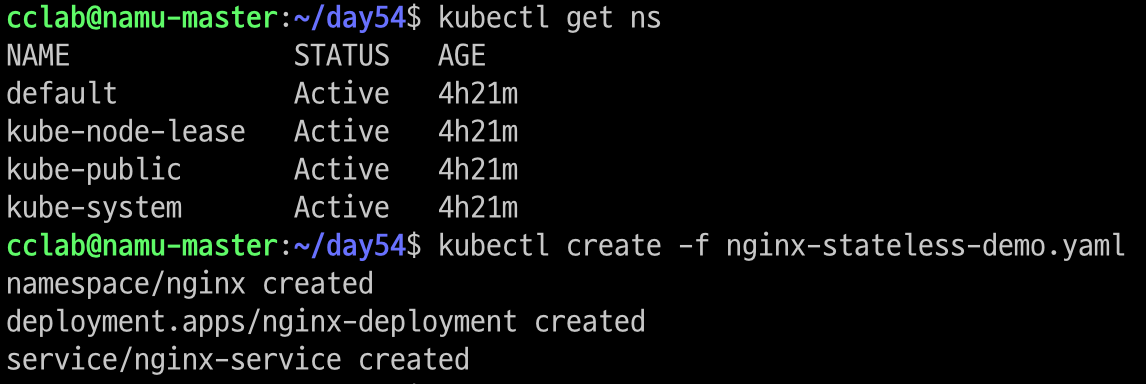 cclab@namu-master:~/day54$ kubectl get ns
NAME              STATUS   AGE
default           Active   4h21m
kube-node-lease   Active   4h21m
kube-public       Active   4h21m
kube-system       Active   4h21m
cclab@namu-master:~/day54$ kubectl create -f nginx-stateless-demo.yaml
namespace/nginx created
deployment.apps/nginx-deployment created
service/nginx-service created